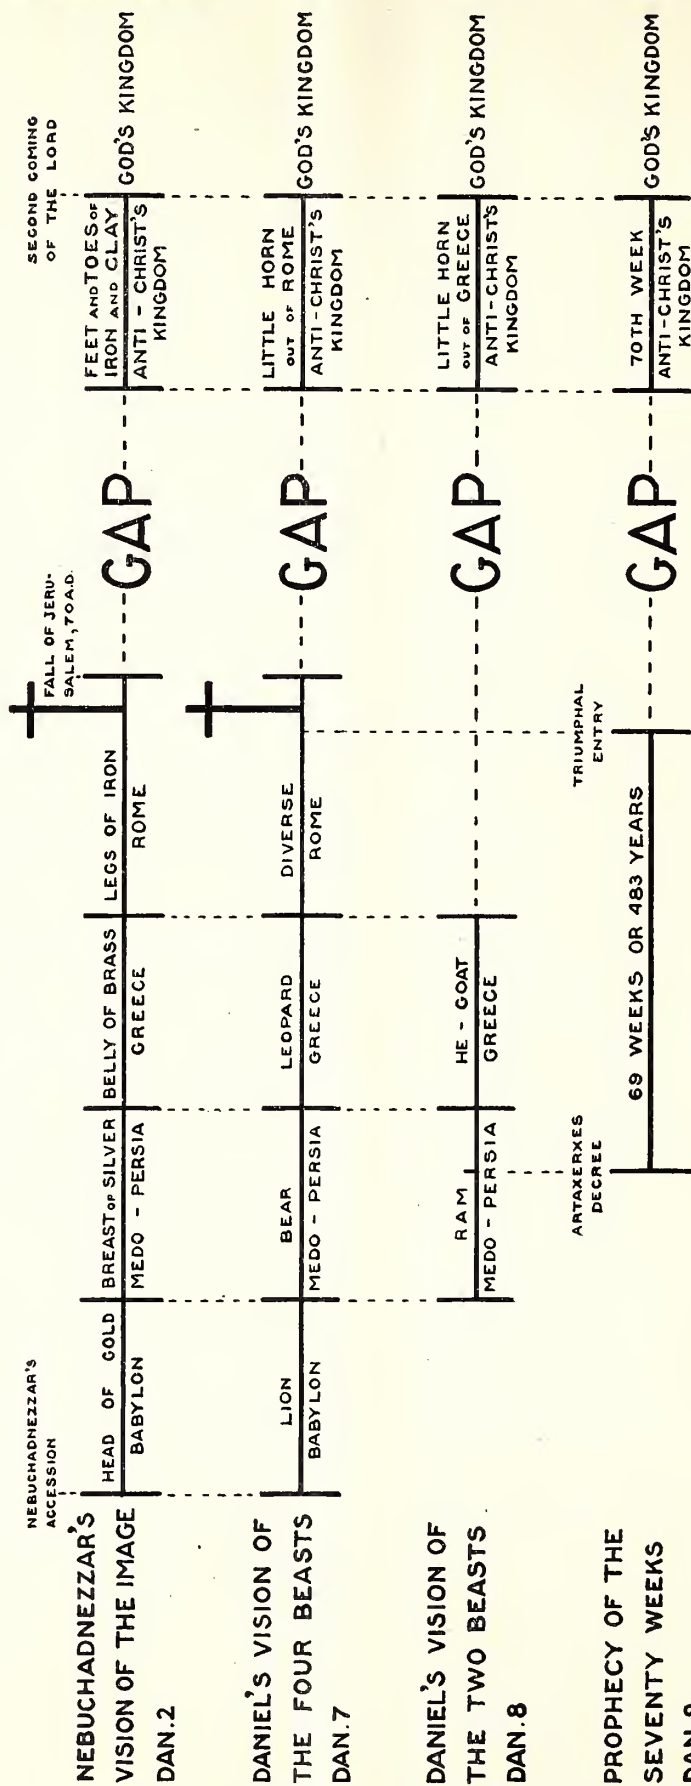 NEBUCHADNEZZAR'S
ACCESSION
SECOND COMING
OF THE LORD
FALL OF JERU-
SALEM, 70 A.D.
NEBUCHADNEZZAR'S
VISION OF THE IMAGE
DAN.2
HEAD OF GOLD
BABYLON
BREAST OF SILVER
MEDO - PERSIA
BELLY OF BRASS
GREECE
LEGS OF IRON
ROME
GAP
FEET AND TOES OF
IRON AND CLAY
ANTI - CHRIST'S
KINGDOM
GOD'S KINGDOM
DANIEL'S VISION OF
THE FOUR BEASTS
DAN.7
LION
BABYLON
BEAR
MEDO - PERSIA
LEOPARD
GREECE
DIVERSE
ROME
GAP
LITTLE HORN
OUT OF ROME
ANTI-CHRIST'S
KINGDOM
GOD'S KINGDOM
DANIEL'S VISION OF
THE TWO BEASTS
DAN.8
RAM
MEDO - PERSIA
HE - GOAT
GREECE
GAP
LITTLE HORN
OUT OF GREECE
ANTI-CHRIST'S
KINGDOM
GOD'S KINGDOM
ARTAXERXES
DECREE
TRIUMPHAL
ENTRY
PROPHECY OF THE
SEVENTY WEEKS
DAN.9
69 WEEKS OR 483 YEARS
GAP
70TH WEEK
ANTI-CHRIST'S
KINGDOM
GOD'S KINGDOM